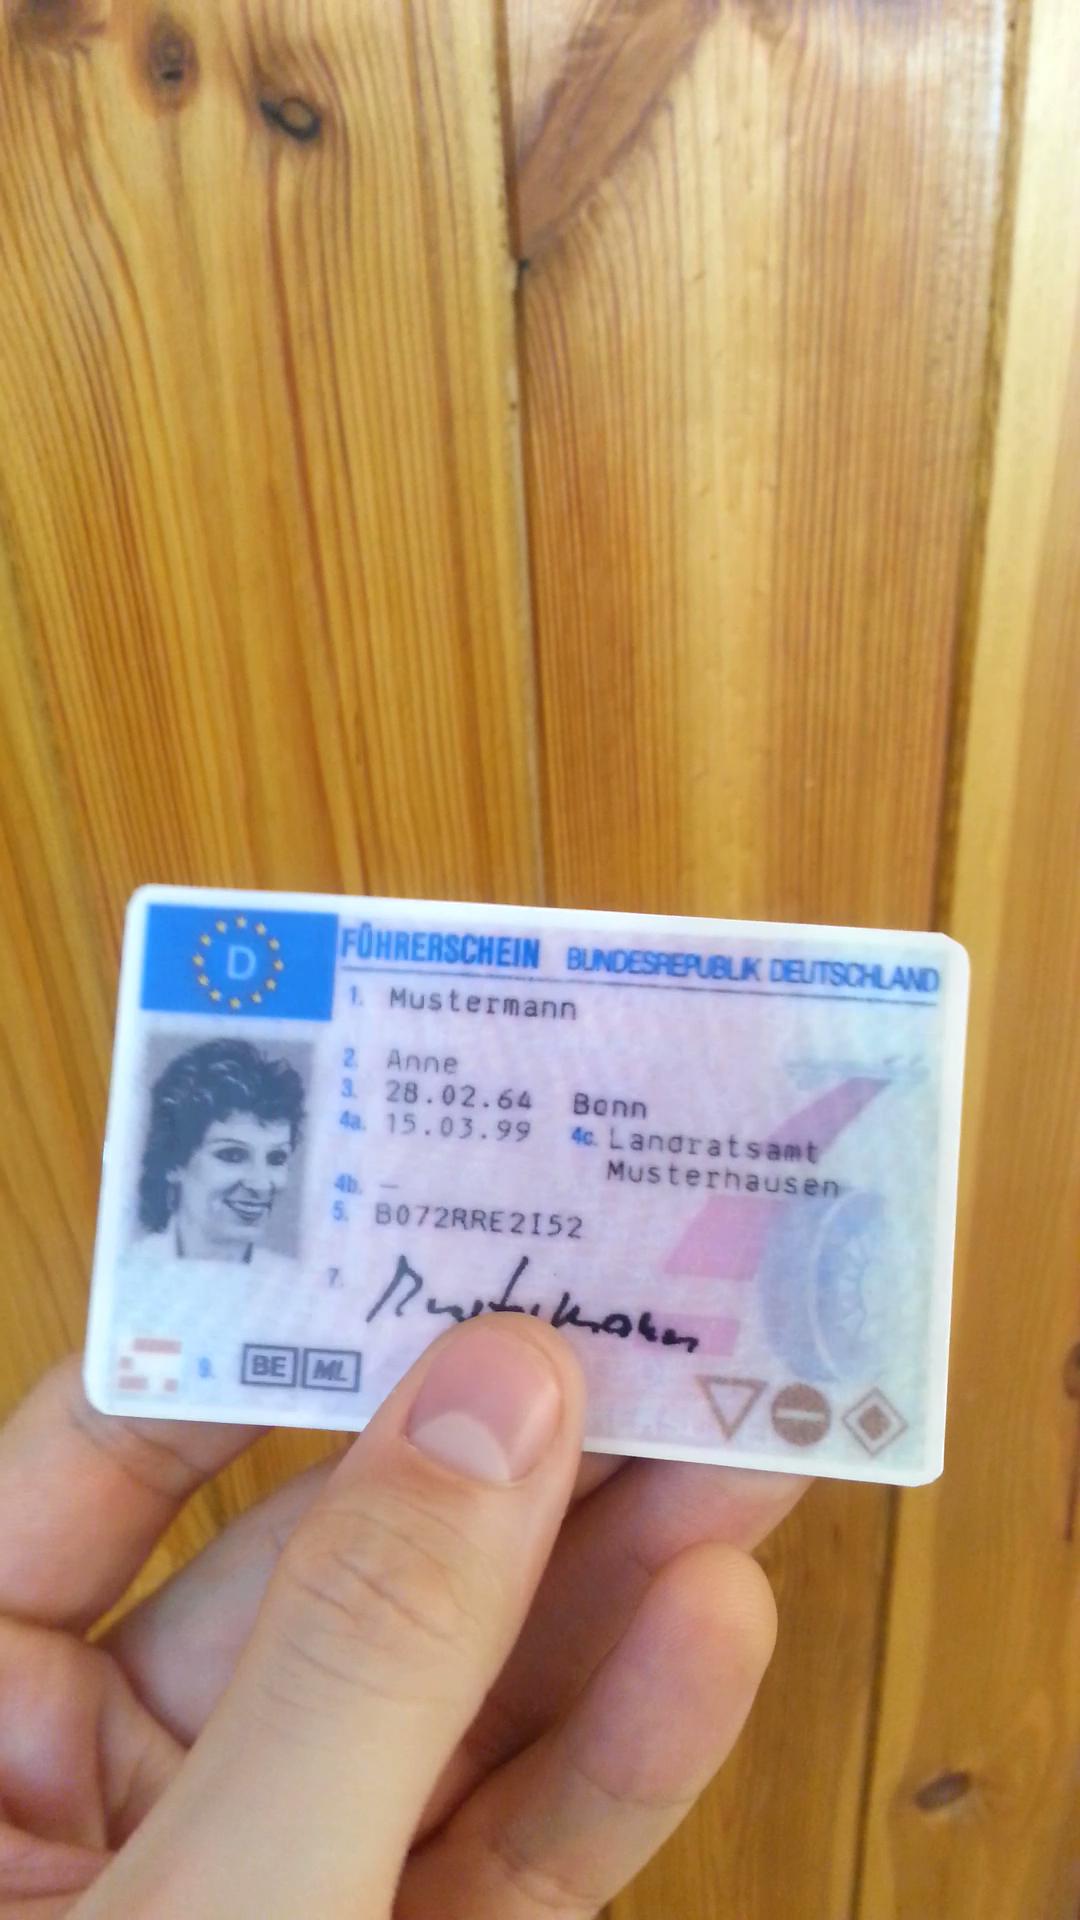 D
FÜHRERSCHEIN BUNDESREPUBLIK DEUTSCHLAND
1. Mustermann
2. Anne
3. 28.02.64 Bonn
4a. 15.03.99 4c. Landratsamt
Musterhausen
4b. –
5. B072RRE2I52
7. Mustermann
9. BE ML